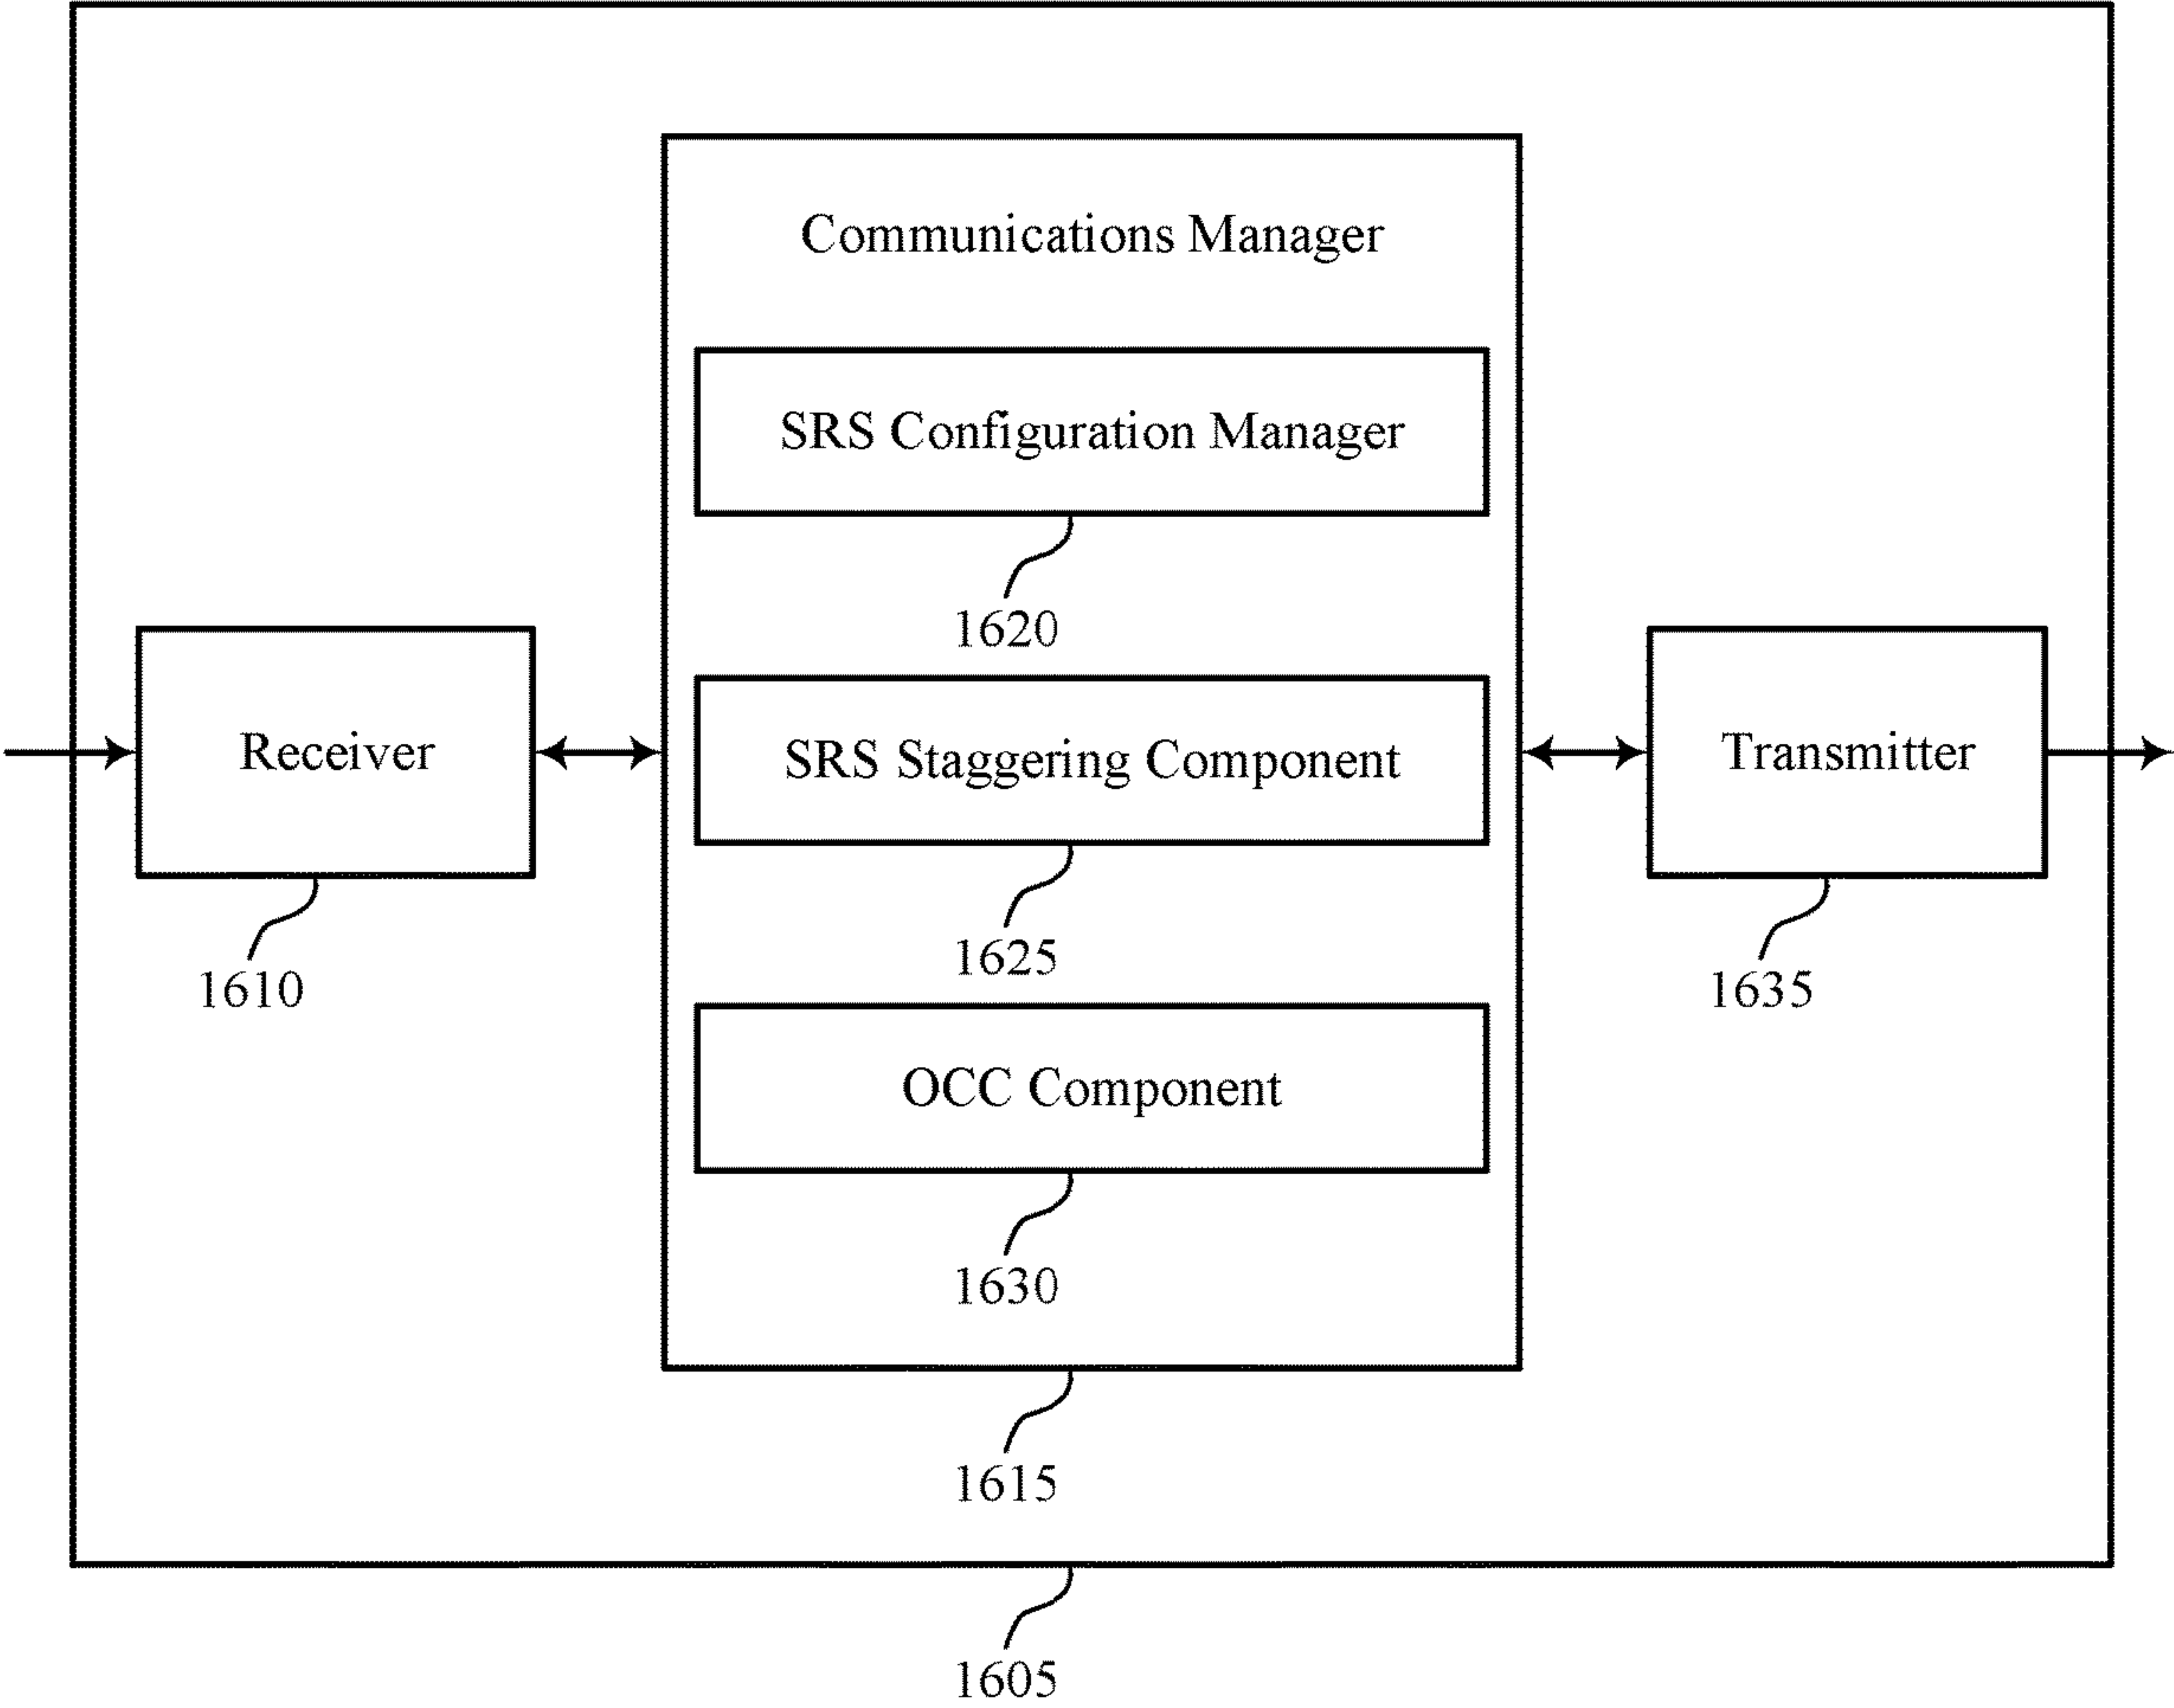 Communications Manager
SRS Configuration Manager
1620
Receiver
1610
SRS Staggering Component
1625
Transmitter
1635
OCC Component
1630
1615
1605